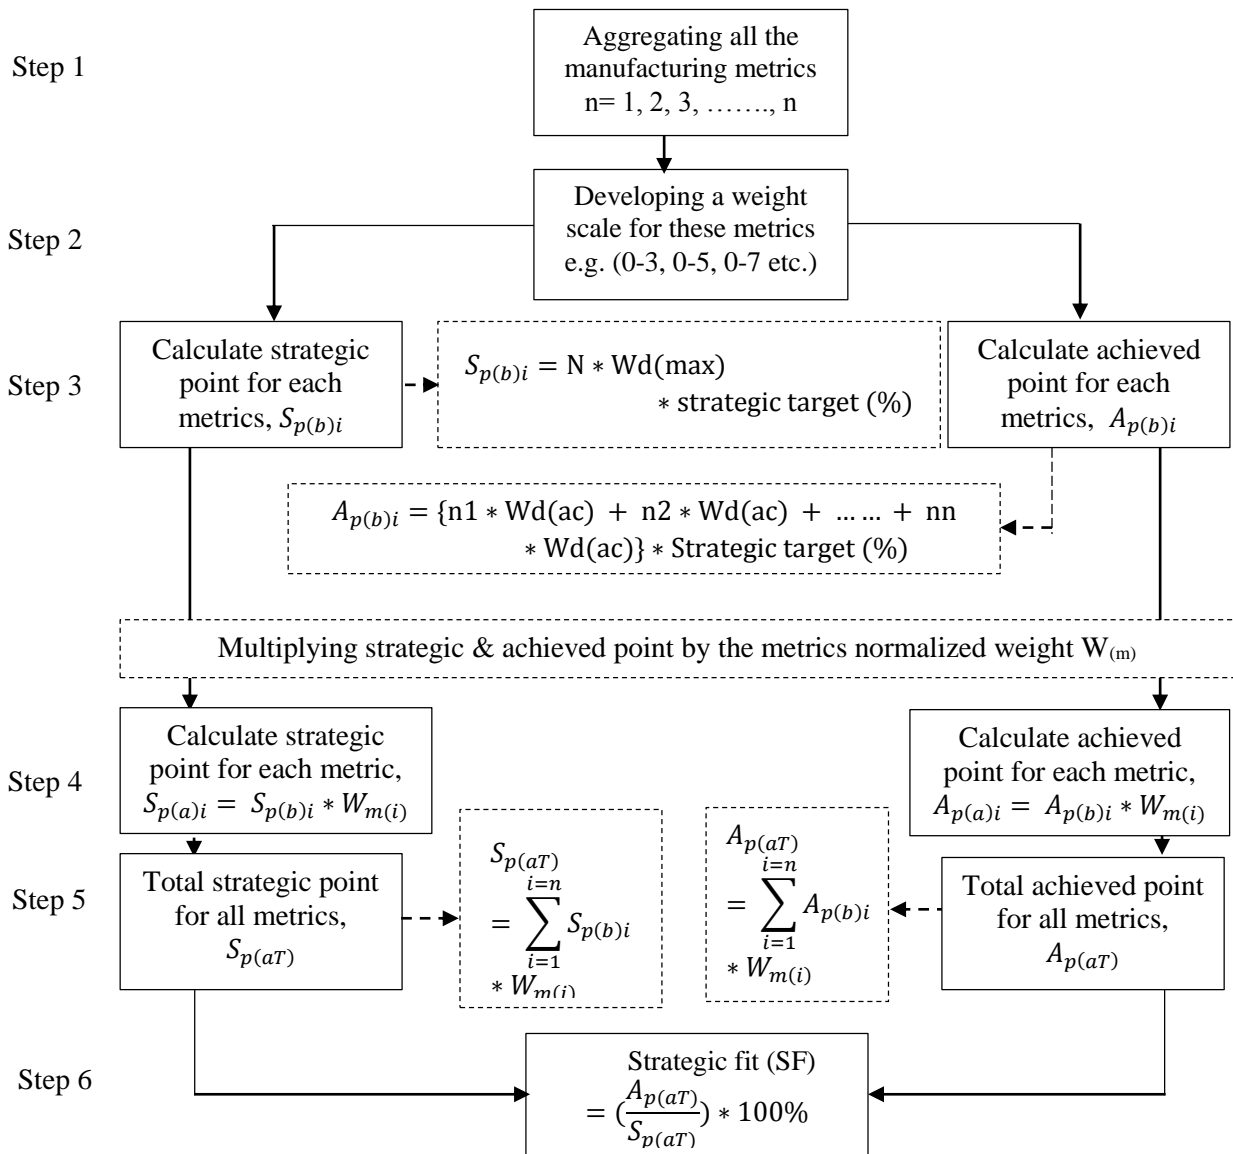 Step 1
Aggregating all the
manufacturing metrics
n= 1, 2, 3, ……., n
Step 2
Developing a weight
scale for these metrics
e.g. (0-3, 0-5, 0-7 etc.)
Step 3
Calculate strategic
point for each
metrics, S_{p(b)i}
S_{p(b)i} = N ∗ Wd(max)
∗ strategic target (%)
Calculate achieved
point for each
metrics, A_{p(b)i}
A_{p(b)i} = {n1 ∗ Wd(ac) + n2 ∗ Wd(ac) + … … + nn
∗ Wd(ac)} ∗ Strategic target (%)
Multiplying strategic & achieved point by the metrics normalized weight W_{(m)}
Step 4
Calculate strategic
point for each metric,
S_{p(a)i} = S_{p(b)i} ∗ W_{m(i)}
Calculate achieved
point for each metric,
A_{p(a)i} = A_{p(b)i} ∗ W_{m(i)}
Step 5
Total strategic point
for all metrics,
S_{p(aT)}
S_{p(aT)}
= \sum_{i=1}^{i=n} S_{p(b)i}
∗ W_{m(i)}
A_{p(aT)}
= \sum_{i=1}^{i=n} A_{p(b)i}
∗ W_{m(i)}
Total achieved point
for all metrics,
A_{p(aT)}
Step 6
Strategic fit (SF)
= (\frac{A_{p(aT)}}{S_{p(aT)}}) ∗ 100%